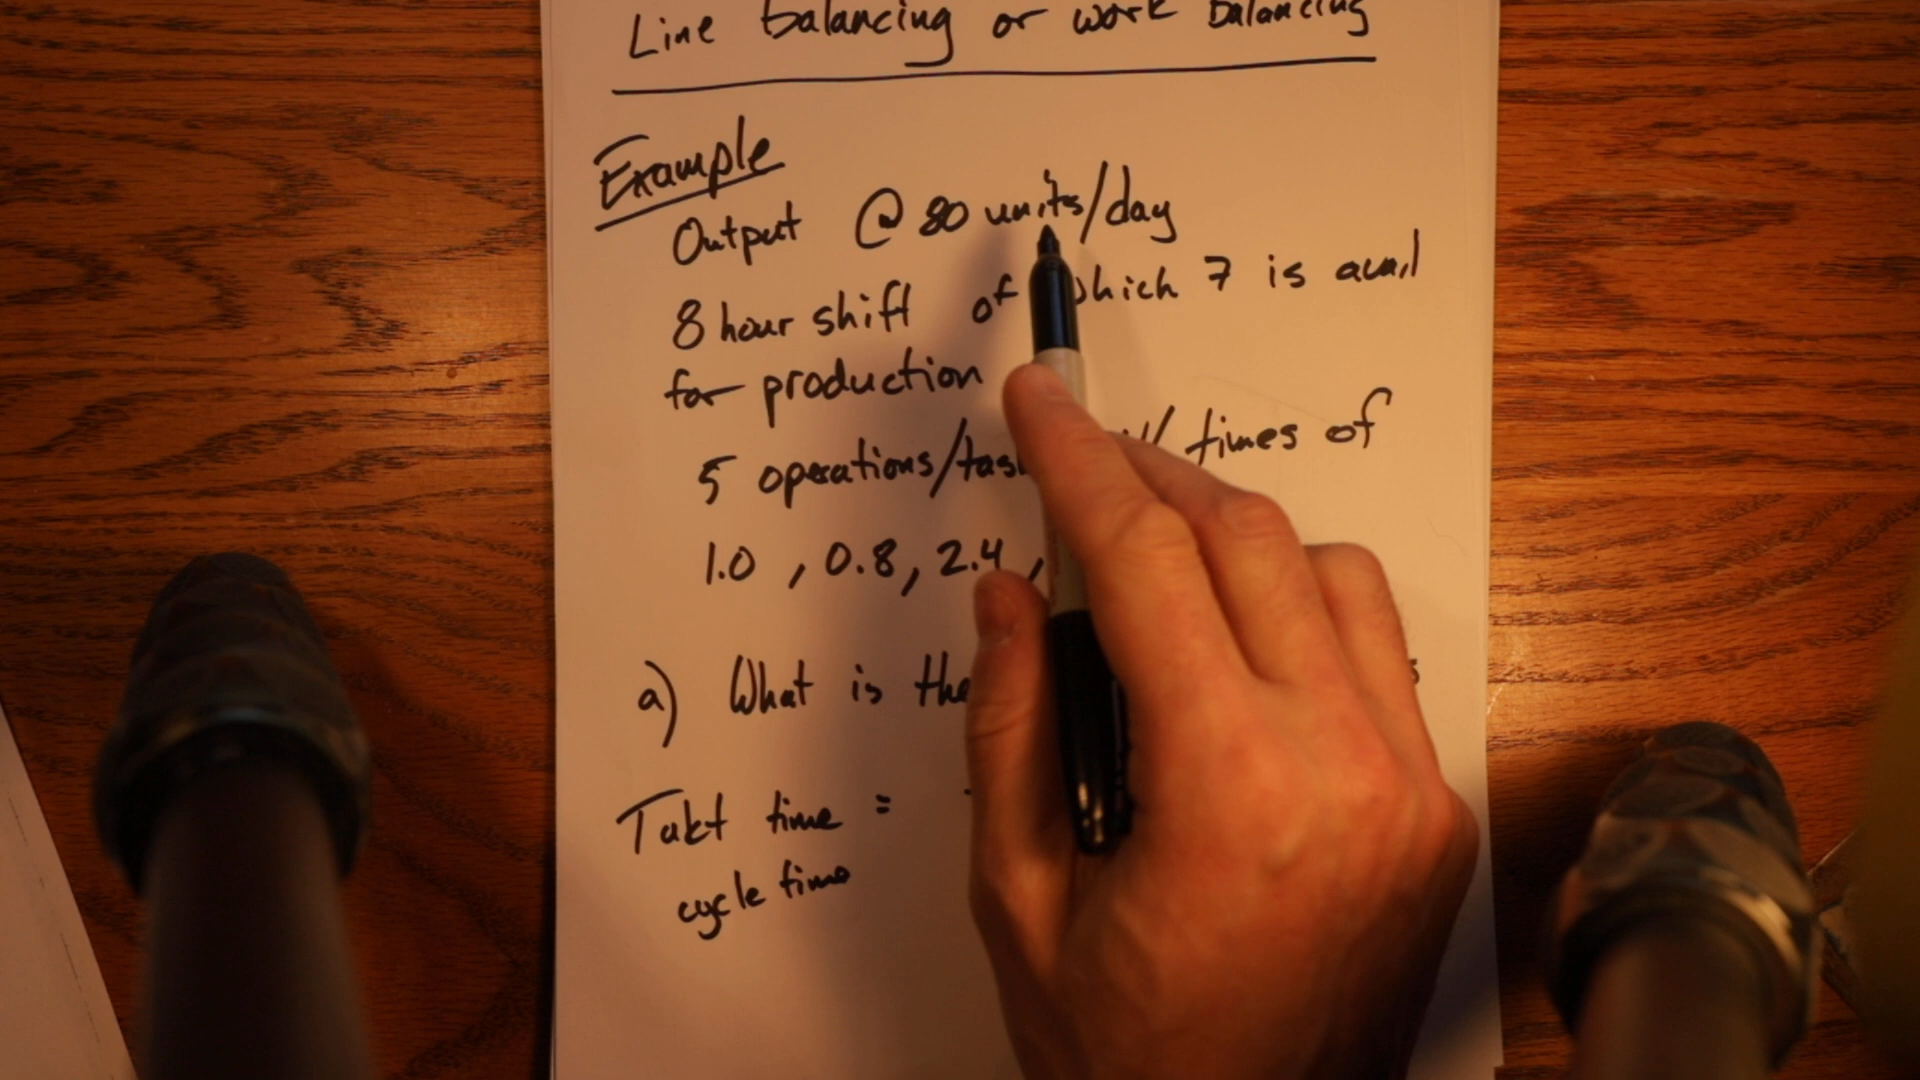 Line balancing or work balancing
Example
Output @ 80 units/day
8 hour shift of which 7 is avail
for production
5 operations/tas w/ times of
1.0 , 0.8, 2.4 ,
a) What is the
Takt time =
cycle time